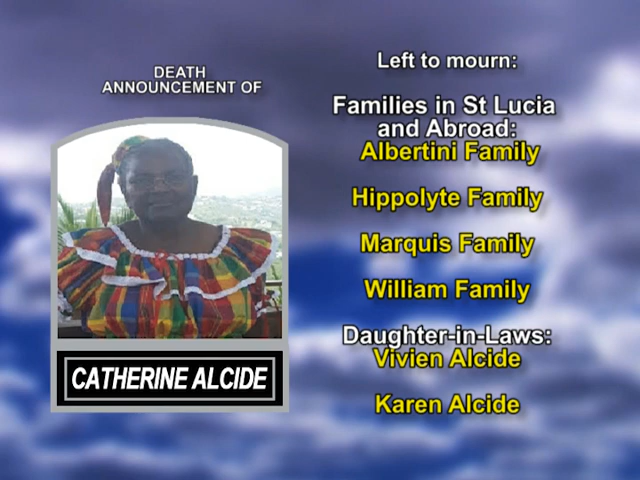 DEATH
ANNOUNCEMENT OF
CATHERINE ALCIDE
Left to mourn:
Families in St Lucia
and Abroad:
Albertini Family
Hippolyte Family
Marquis Family
William Family
Daughter-in-Laws:
Vivien Alcide
Karen Alcide